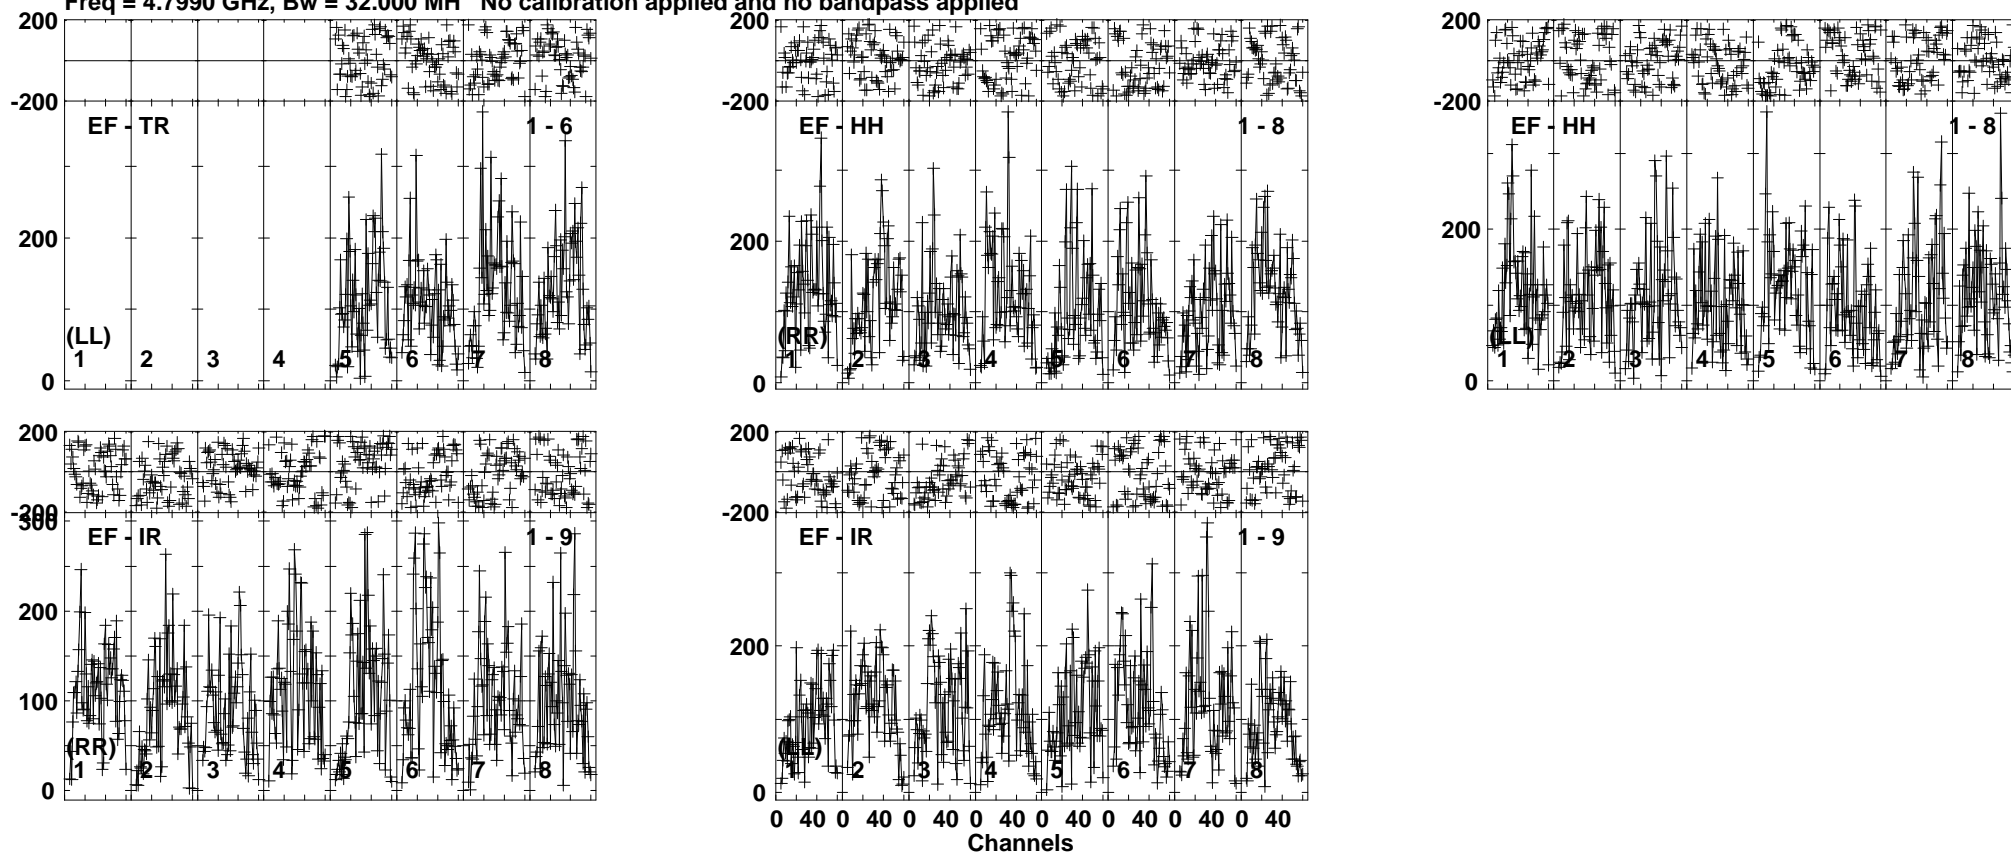 Freq = 4.7990 GHz, Bw = 32.000 MH No calibration applied and no bandpass applied
200
-200
EF - TR 1 - 6
200
(LL)
1 2 3 4 5 6 7 8
0
200
-200
EF - HH 1 - 8
200
(RR)
1 2 3 4 5 6 7 8
0
200
-200
EF - HH 1 - 8
200
(LL)
1 2 3 4 5 6 7 8
0
200
-200
300
EF - IR 1 - 9
200
100
(RR)
1 2 3 4 5 6 7 8
0
200
-200
EF - IR 1 - 9
200
(LL)
1 2 3 4 5 6 7 8
0
0 40 0 40 0 40 0 40 0 40 0 40 0 40 0 40
Channels